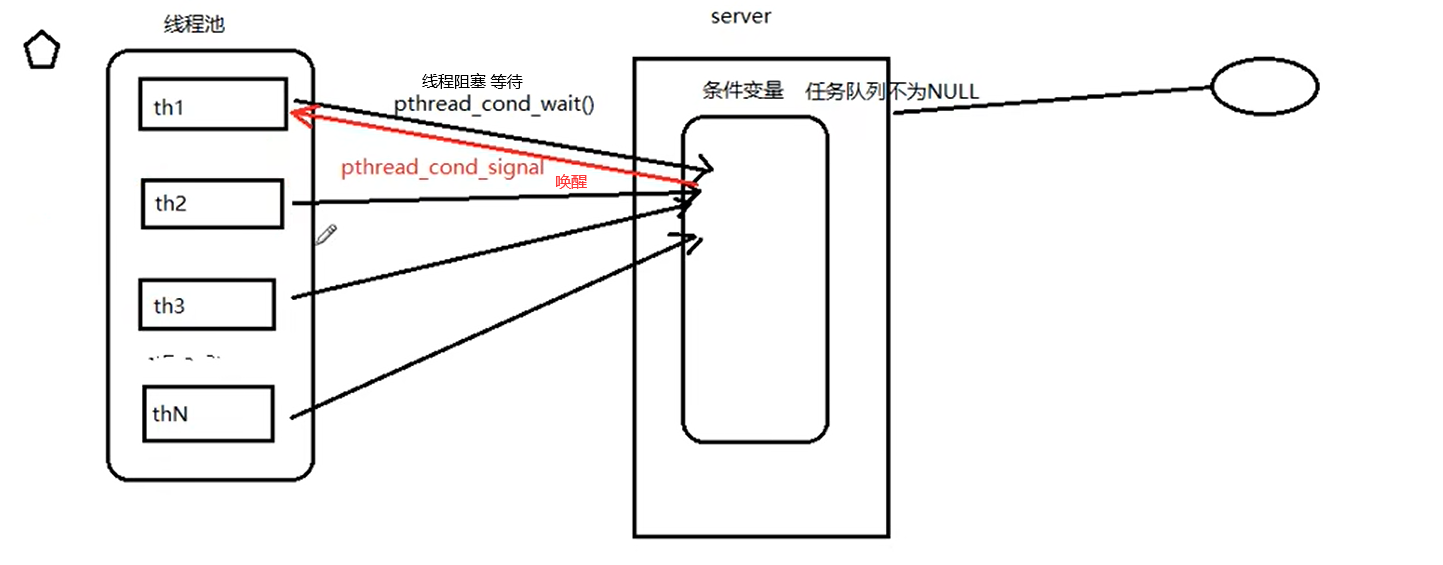 线程池
server
线程阻塞 等待
pthread_cond_wait()
条件变量 任务队列不为NULL
th1
pthread_cond_signal
唤醒
th2
th3
thN